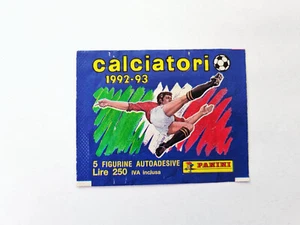 calciatori
1992-93
5 FIGURINE AUTOADESIVE
Lire 250 IVA inclusa
PANINI